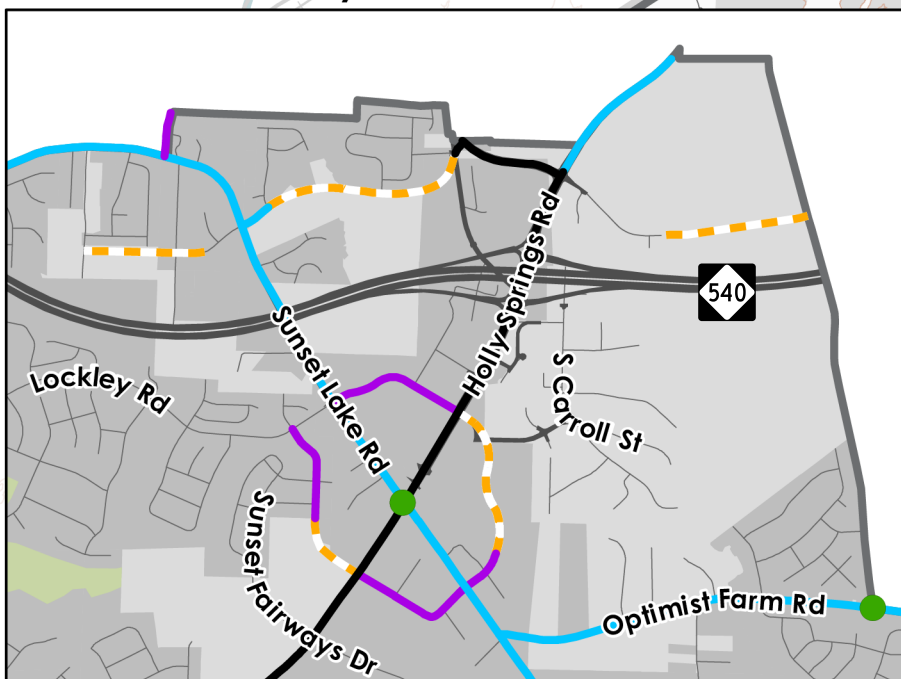 Holly Springs Rd
540
Sunset Lake Rd
Lockley Rd
S Carroll St
Sunset Fairways Dr
Optimist Farm Rd